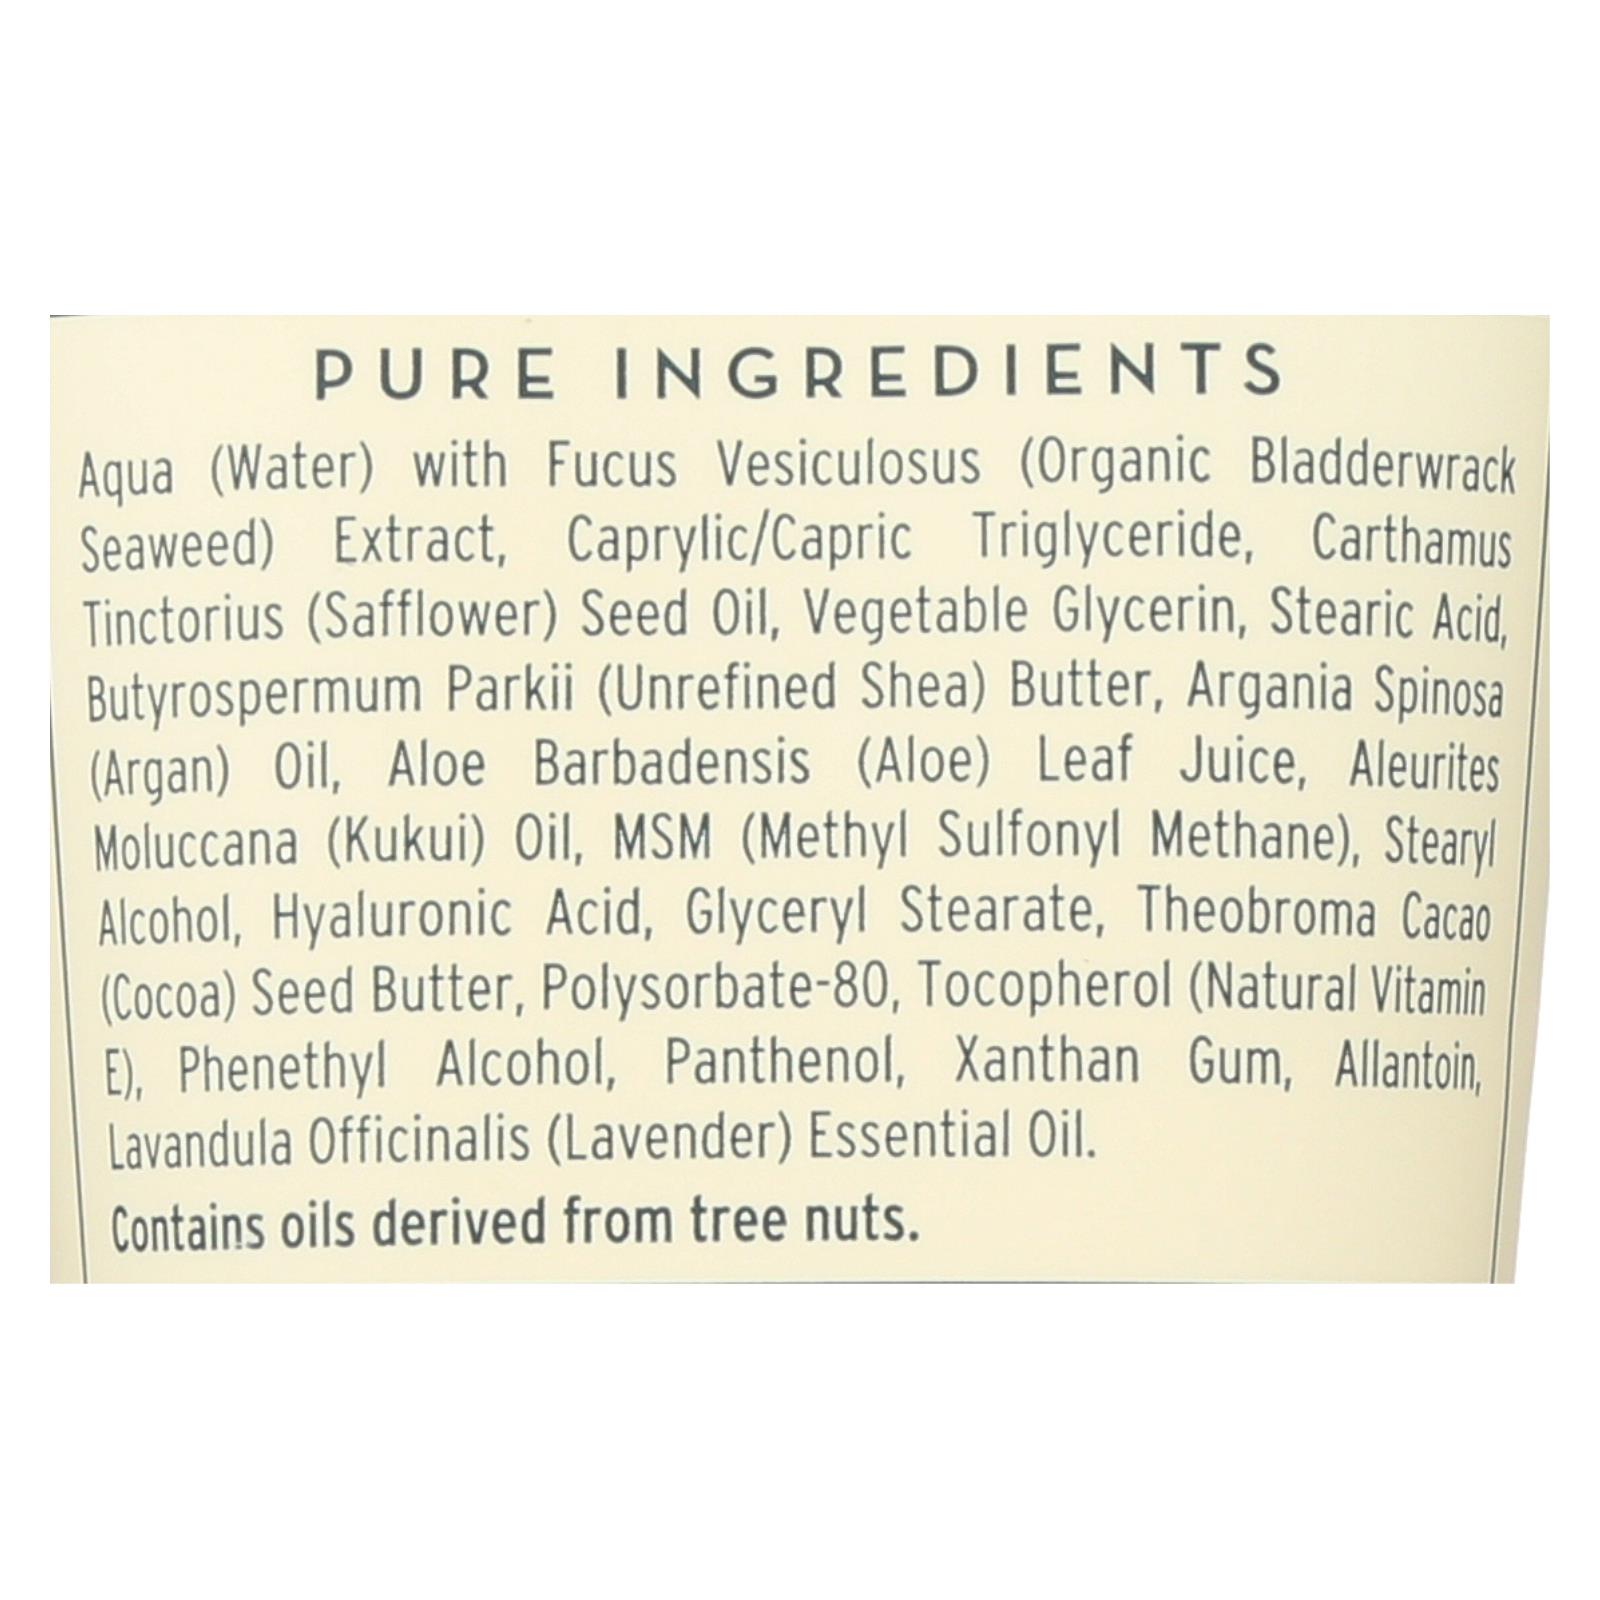 PURE INGREDIENTS
Aqua (Water) with Fucus Vesiculosus (Organic Bladderwrack
Seaweed) Extract, Caprylic/Capric Triglyceride, Carthamus
Tinctorius (Safflower) Seed Oil, Vegetable Glycerin, Stearic Acid,
Butyrospermum Parkii (Unrefined Shea) Butter, Argania Spinosa
(Argan) Oil, Aloe Barbadensis (Aloe) Leaf Juice, Aleurites
Moluccana (Kukui) Oil, MSM (Methyl Sulfonyl Methane), Stearyl
Alcohol, Hyaluronic Acid, Glyceryl Stearate, Theobroma Cacao
(Cocoa) Seed Butter, Polysorbate-80, Tocopherol (Natural Vitamin
E), Phenethyl Alcohol, Panthenol, Xanthan Gum, Allantoin,
Lavandula Officinalis (Lavender) Essential Oil.
Contains oils derived from tree nuts.